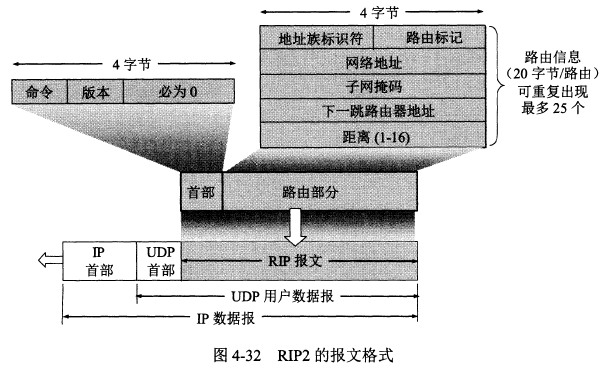 4 字节
地址族标识符 路由标记
网络地址
子网掩码
下一跳路由器地址
距离 (1-16)
路由信息
（20 字节/路由）
可重复出现
最多 25 个
4 字节
命令 版本 必为 0
首部 路由部分
IP
首部
UDP
首部
RIP 报文
UDP 用户数据报
IP 数据报
图 4-32 RIP2 的报文格式